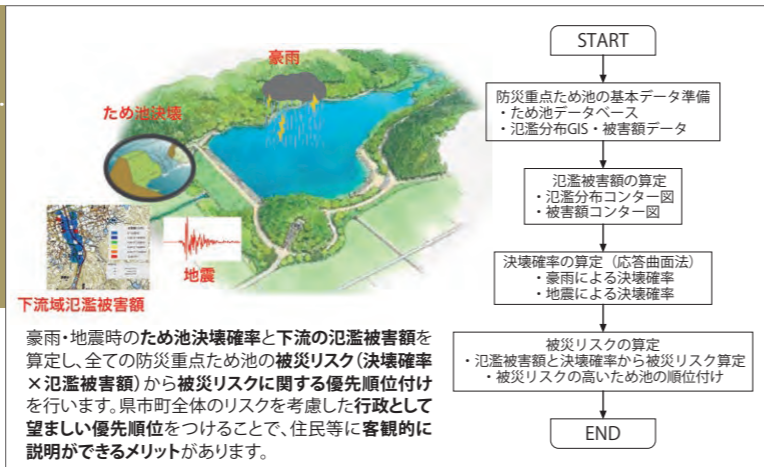 豪雨
ため池決壊
地震
下流域氾濫被害額
豪雨・地震時のため池決壊確率と下流の氾濫被害額を
算定し、全ての防災重点ため池の被災リスク(決壊確率
×氾濫被害額)から被災リスクに関する優先順位付け
を行います。県市町全体のリスクを考慮した行政として
望ましい優先順位をつけることで、住民等に客観的に
説明ができるメリットがあります。
START
防災重点ため池の基本データ準備
・ため池データベース
・氾濫分布GIS・被害額データ
氾濫被害額の算定
・氾濫分布コンター図
・被害額コンター図
決壊確率の算定（応答曲面法）
・豪雨による決壊確率
・地震による決壊確率
被災リスクの算定
・氾濫被害額と決壊確率から被災リスク算定
・被災リスクの高いため池の順位付け
END